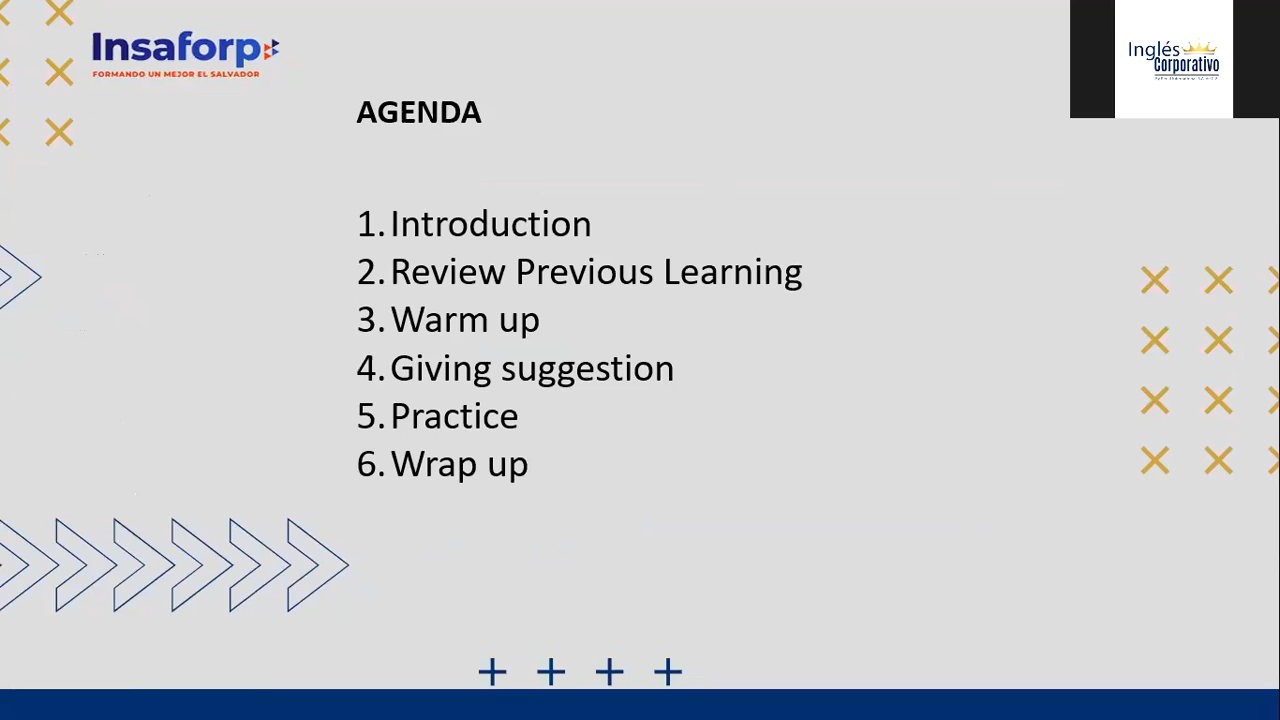 Insaforp
FORMANDO UN MEJOR EL SALVADOR
Inglés
Corporativo
AGENDA
1. Introduction
2. Review Previous Learning
3. Warm up
4. Giving suggestion
5. Practice
6. Wrap up